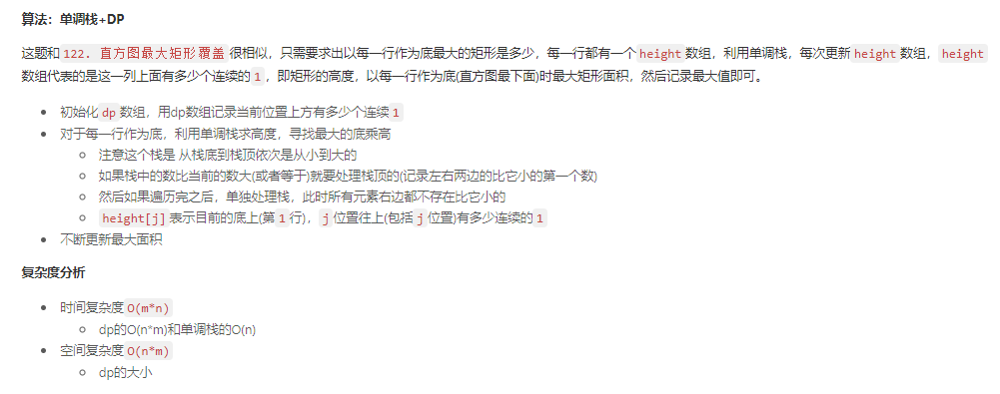 算法：单调栈+DP
这题和 122. 直方图最大矩形覆盖 很相似，只需要求出以每一行作为底最大的矩形是多少，每一行都有一个 height 数组，利用单调栈，每次更新 height 数组， height
数组代表的是这一列上面有多少个连续的 1 ，即矩形的高度，以每一行作为底(直方图最下面)时最大矩形面积，然后记录最大值即可。
初始化 dp 数组，用dp数组记录当前位置上方有多少个连续 1
对于每一行作为底，利用单调栈求高度，寻找最大的底乘高
注意这个栈是 从栈底到栈顶依次是从小到大的
如果栈中的数比当前的数大(或者等于)就要处理栈顶的(记录左右两边的比它小的第一个数)
然后如果遍历完之后，单独处理栈，此时所有元素右边都不存在比它小的
height[j] 表示目前的底上(第 1 行)， j 位置往上(包括 j 位置)有多少连续的 1
不断更新最大面积
复杂度分析
时间复杂度 O(m*n)
dp的O(n*m)和单调栈的O(n)
空间复杂度 O(n*m)
dp的大小